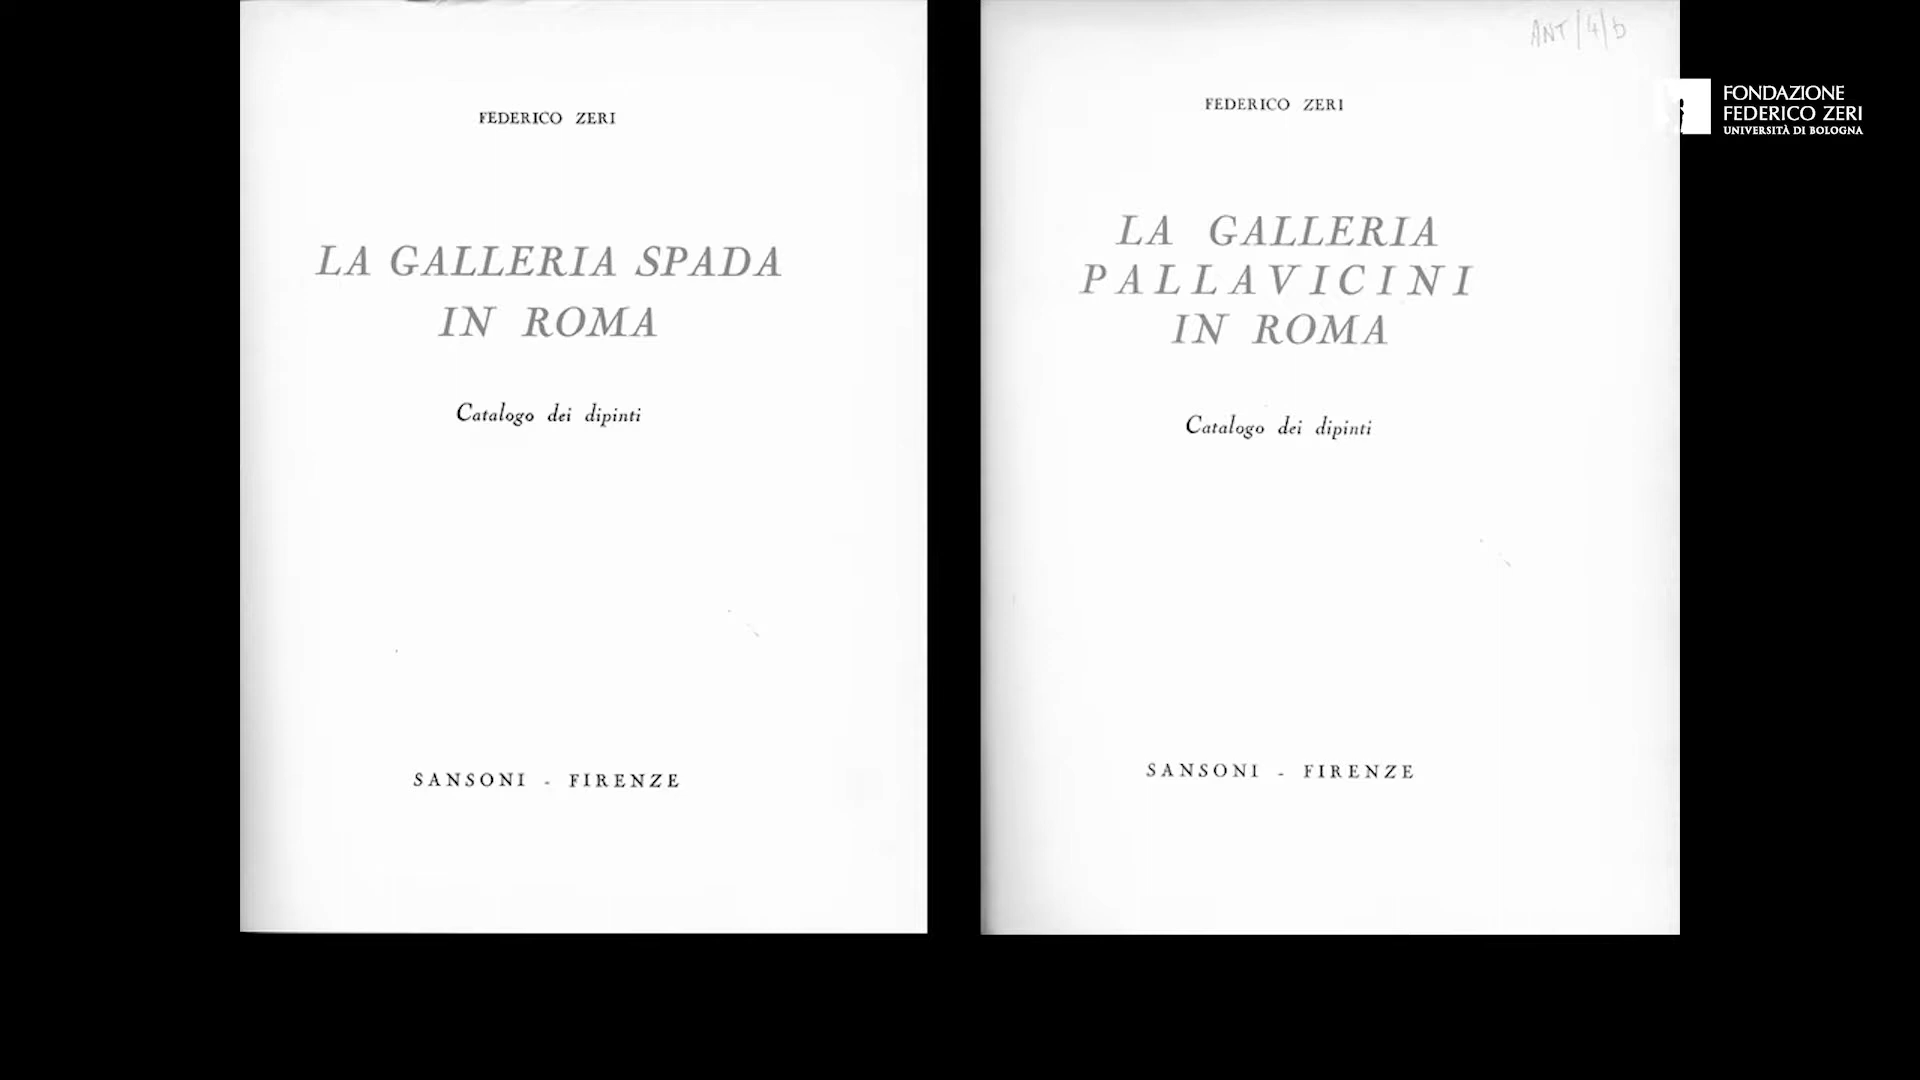 FEDERICO ZERI
LA GALLERIA SPADA
IN ROMA
Catalogo dei dipinti
SANSONI - FIRENZE
ANT/4/b
FEDERICO ZERI
LA GALLERIA
PALLAVICINI
IN ROMA
Catalogo dei dipinti
SANSONI - FIRENZE
FONDAZIONE
FEDERICO ZERI
UNIVERSITÀ DI BOLOGNA